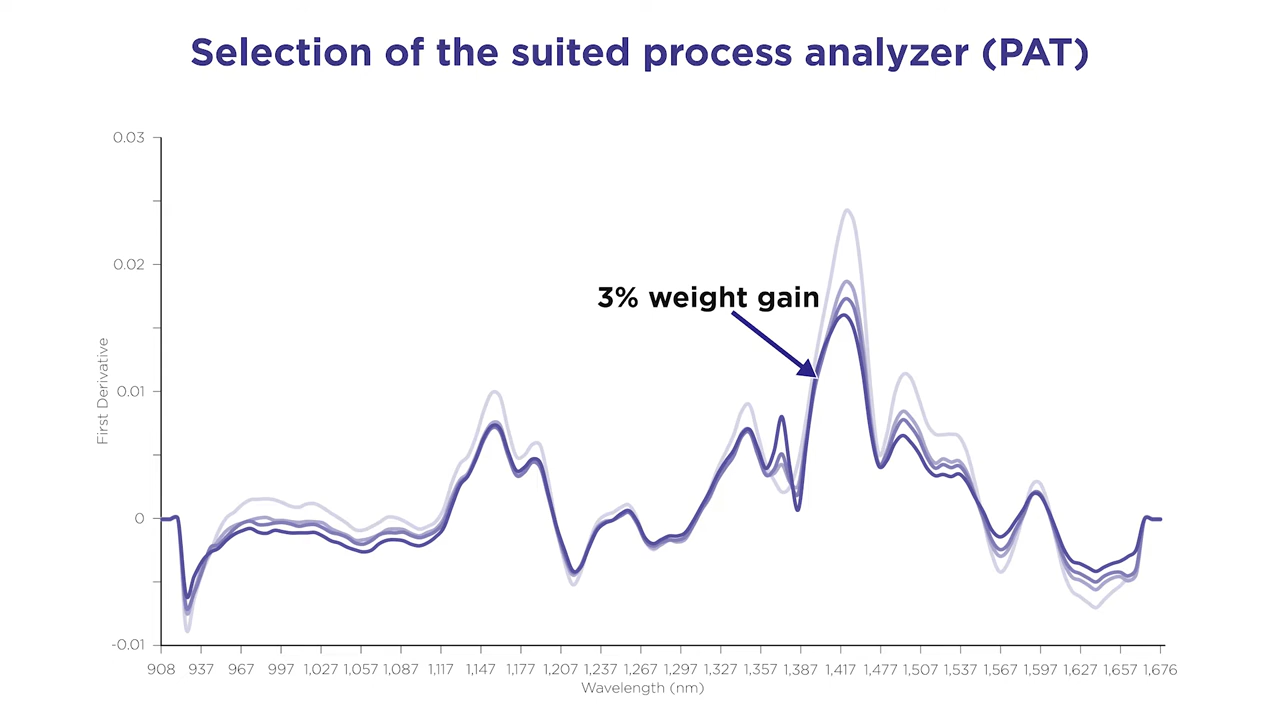 Selection of the suited process analyzer (PAT)
0.03
0.02
0.01
0
-0.01
First Derivative
3% weight gain
908 937 967 997 1,027 1,057 1,087 1,117 1,147 1,177 1,207 1,237 1,267 1,297 1,327 1,357 1,387 1,417 1,477 1,507 1,537 1,567 1,597 1,627 1,657 1,676
Wavelength (nm)